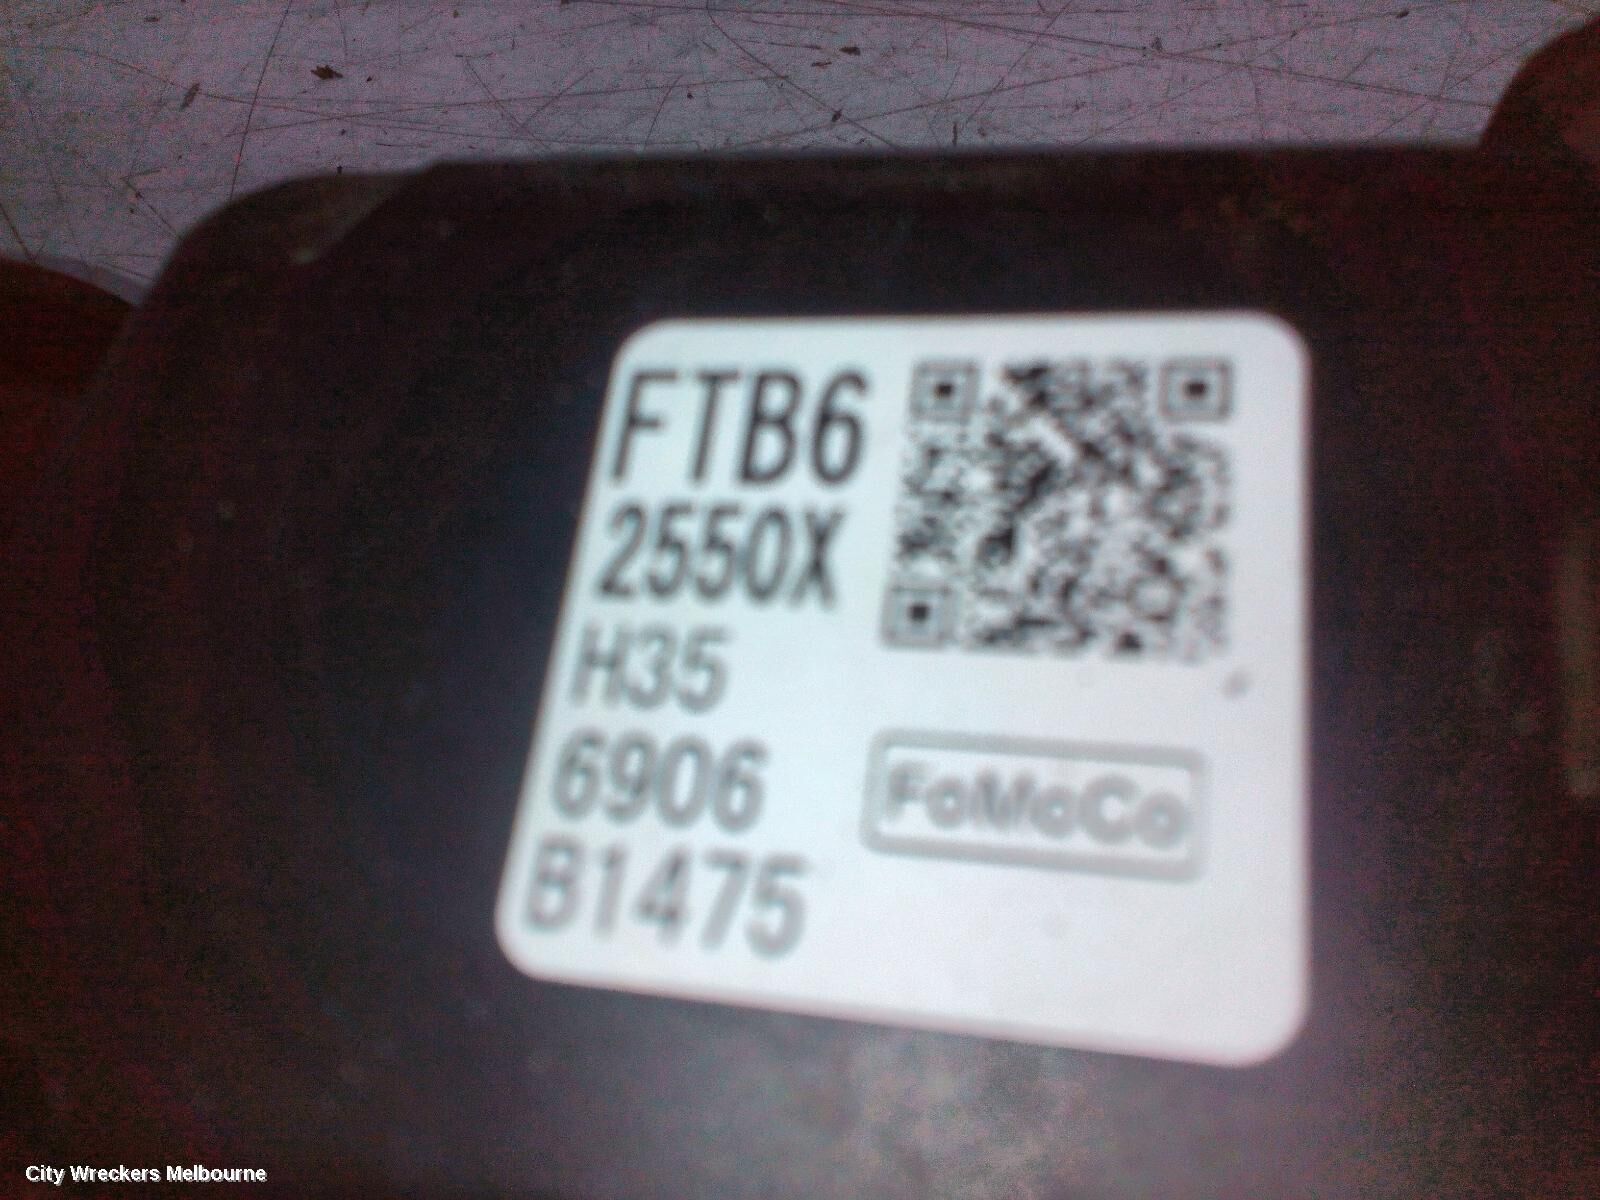 FTB6
2550X
H35
6906
B1475
FoMoCo
City Wreckers Melbourne